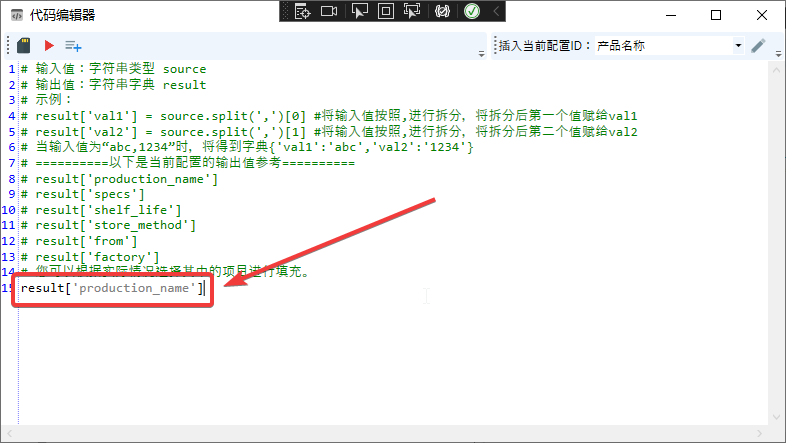 代码编辑器
插入当前配置ID： 产品名称
1 # 输入值：字符串类型 source
2 # 输出值：字符串字典 result
3 # 示例：
4 # result['val1'] = source.split(',')[0] #将输入值按照,进行拆分，将拆分后第一个值赋给val1
5 # result['val2'] = source.split(',')[1] #将输入值按照,进行拆分，将拆分后第二个值赋给val2
6 # 当输入值为“abc,1234”时，将得到字典{'val1':'abc','val2':'1234'}
7 # ==========以下是当前配置的输出值参考==========
8 # result['production_name']
9 # result['specs']
10 # result['shelf_life']
11 # result['store_method']
12 # result['from']
13 # result['factory']
14 # 您可以根据实际情况选择其中的项目进行填充。
15 result['production_name']